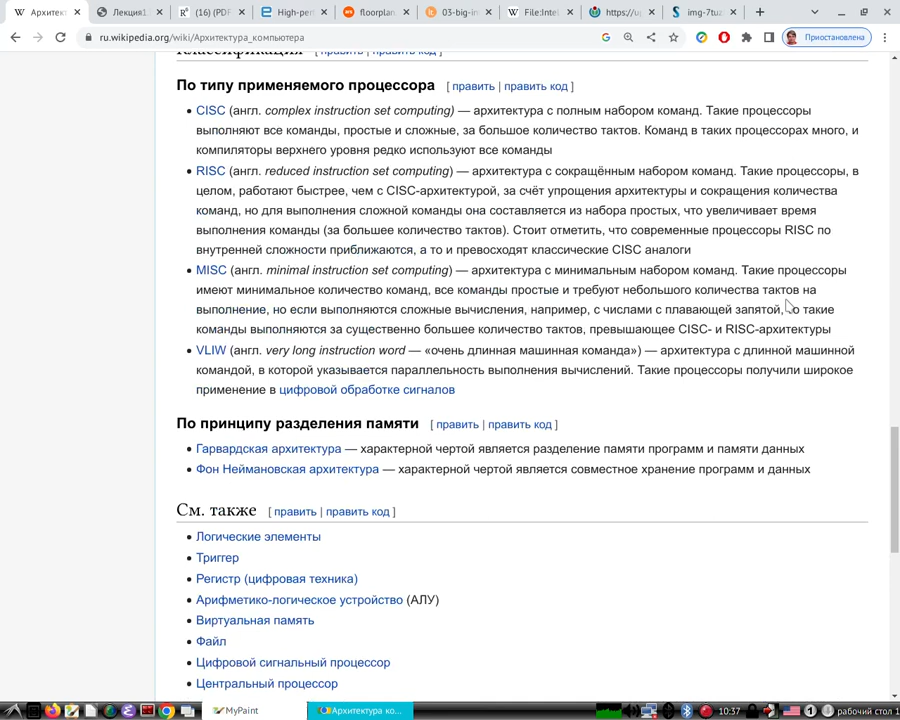 Архитект
Лекция1.
(16) (PDF
High-perf
floorplan
03-big-in
File:Intel
https://up
img-7tuz
ru.wikipedia.org/wiki/Архитектура_компьютера
Приостановлена
Классификация [ править | править код ]
По типу применяемого процессора [ править | править код ]
CISC (англ. complex instruction set computing) — архитектура с полным набором команд. Такие процессоры
выполняют все команды, простые и сложные, за большое количество тактов. Команд в таких процессорах много, и
компиляторы верхнего уровня редко используют все команды
RISC (англ. reduced instruction set computing) — архитектура с сокращённым набором команд. Такие процессоры, в
целом, работают быстрее, чем с CISC-архитектурой, за счёт упрощения архитектуры и сокращения количества
команд, но для выполнения сложной команды она составляется из набора простых, что увеличивает время
выполнения команды (за большее количество тактов). Стоит отметить, что современные процессоры RISC по
внутренней сложности приближаются, а то и превосходят классические CISC аналоги
MISC (англ. minimal instruction set computing) — архитектура с минимальным набором команд. Такие процессоры
имеют минимальное количество команд, все команды простые и требуют небольшого количества тактов на
выполнение, но если выполняются сложные вычисления, например, с числами с плавающей запятой, то такие
команды выполняются за существенно большее количество тактов, превышающее CISC- и RISC-архитектуры
VLIW (англ. very long instruction word — «очень длинная машинная команда») — архитектура с длинной машинной
командой, в которой указывается параллельность выполнения вычислений. Такие процессоры получили широкое
применение в цифровой обработке сигналов
По принципу разделения памяти [ править | править код ]
Гарвардская архитектура — характерной чертой является разделение памяти программ и памяти данных
Фон Неймановская архитектура — характерной чертой является совместное хранение программ и данных
См. также [ править | править код ]
Логические элементы
Триггер
Регистр (цифровая техника)
Арифметико-логическое устройство (АЛУ)
Виртуальная память
Файл
Цифровой сигнальный процессор
Центральный процессор
MyPaint
Архитектура ко...
10:37
1
рабочий стол 1